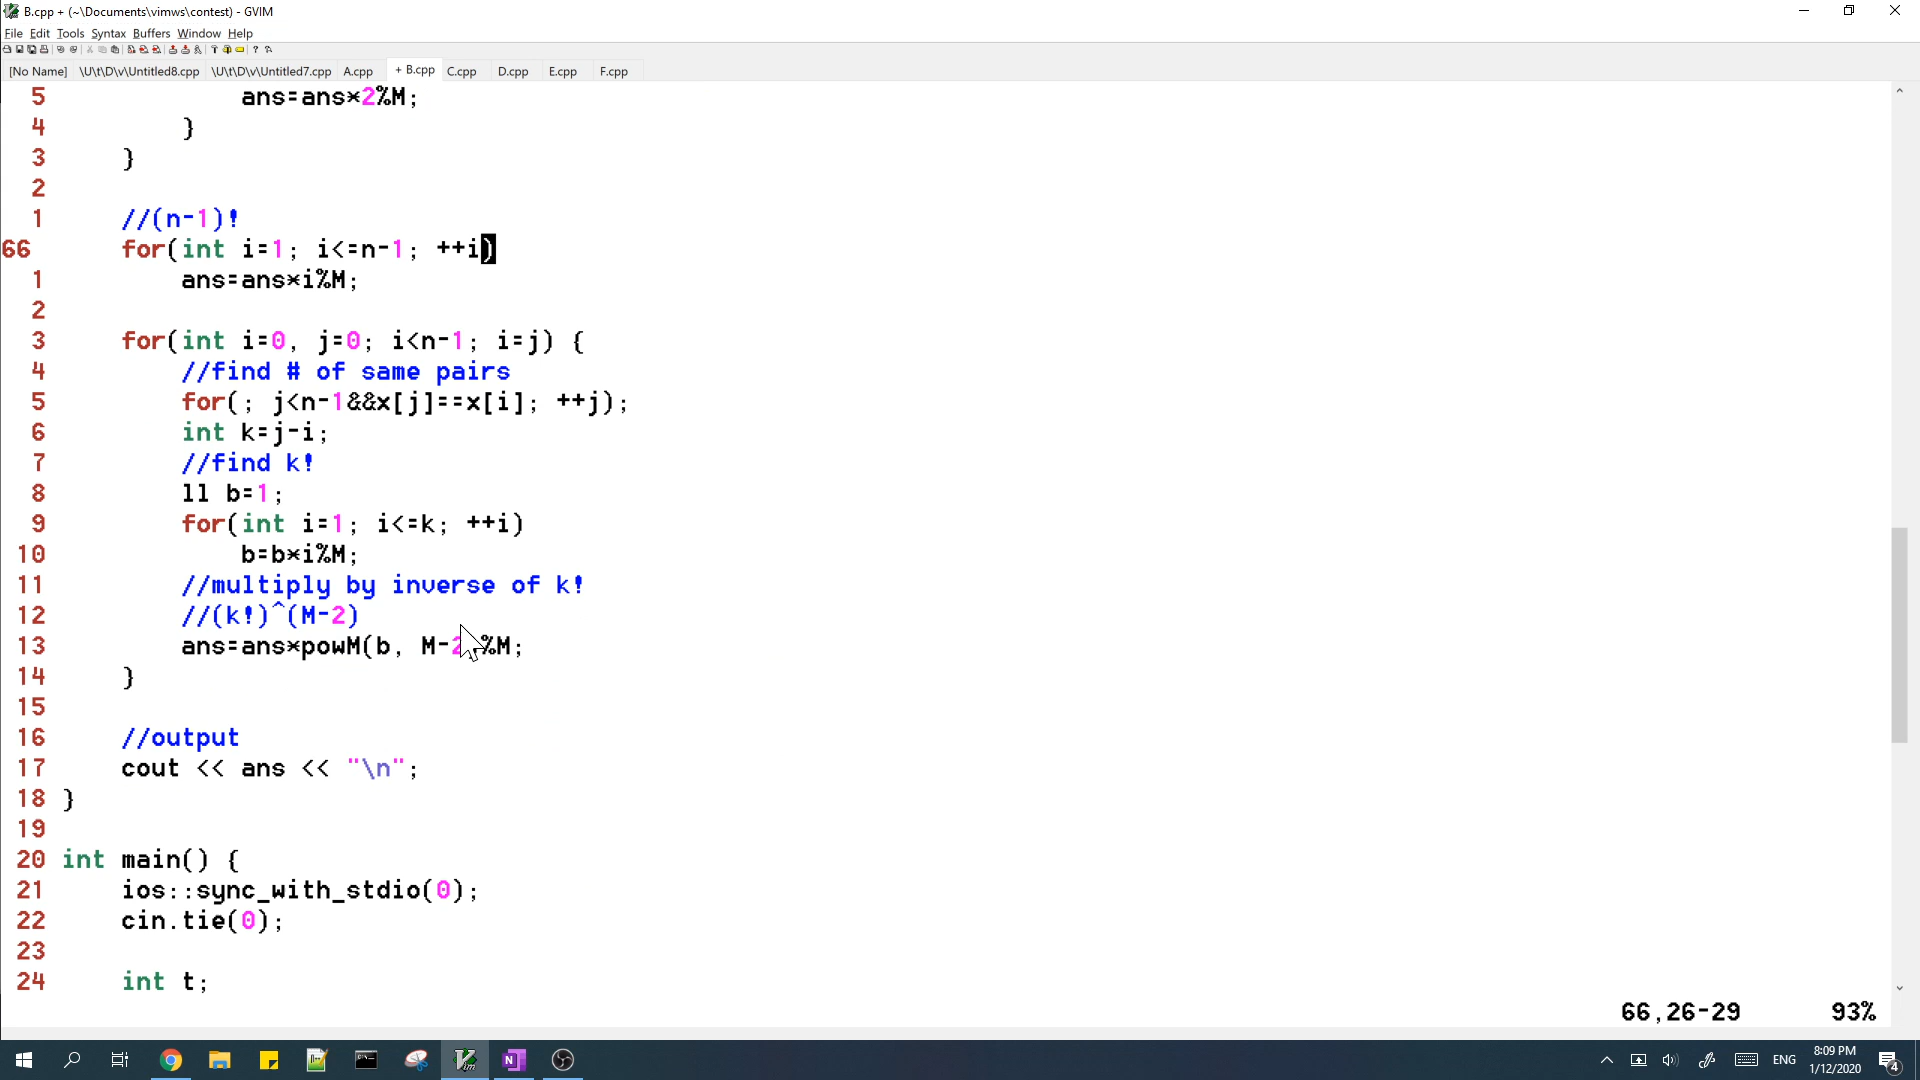 B.cpp + (~\Documents\vimws\contest) - GVIM
File Edit Tools Syntax Buffers Window Help
[No Name] \U\t\D\v\Untitled8.cpp \U\t\D\v\Untitled7.cpp A.cpp + B.cpp C.cpp D.cpp E.cpp F.cpp
5 ans=ans*2%M;
4 }
3 }
2
1 //(n-1)!
66 for(int i=1; i<=n-1; ++i)
1 ans=ans*i%M;
2
3 for(int i=0, j=0; i<n-1; i=j) {
4 //find # of same pairs
5 for(; j<n-1&&x[j]==x[i]; ++j);
6 int k=j-i;
7 //find k!
8 ll b=1;
9 for(int i=1; i<=k; ++i)
10 b=b*i%M;
11 //multiply by inverse of k!
12 //(k!)^(M-2)
13 ans=ans*powM(b, M-2)%M;
14 }
15
16 //output
17 cout << ans << "\n";
18 }
19
20 int main() {
21 ios::sync_with_stdio(0);
22 cin.tie(0);
23
24 int t;
66,26-29 93%
ENG 8:09 PM
1/12/2020
4